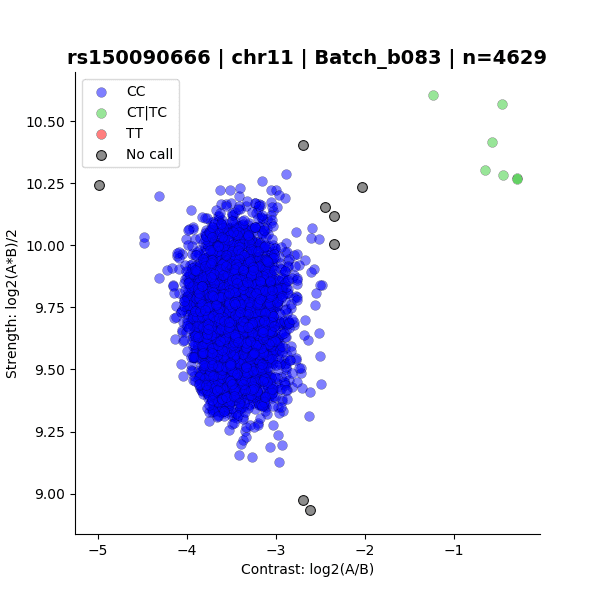 rs150090666 | chr11 | Batch_b083 | n=4629
CC
CT|TC
TT
No call
10.50
10.25
10.00
9.75
9.50
9.25
9.00
Strength: log2(A*B)/2
−5
−4
−3
−2
−1
Contrast: log2(A/B)